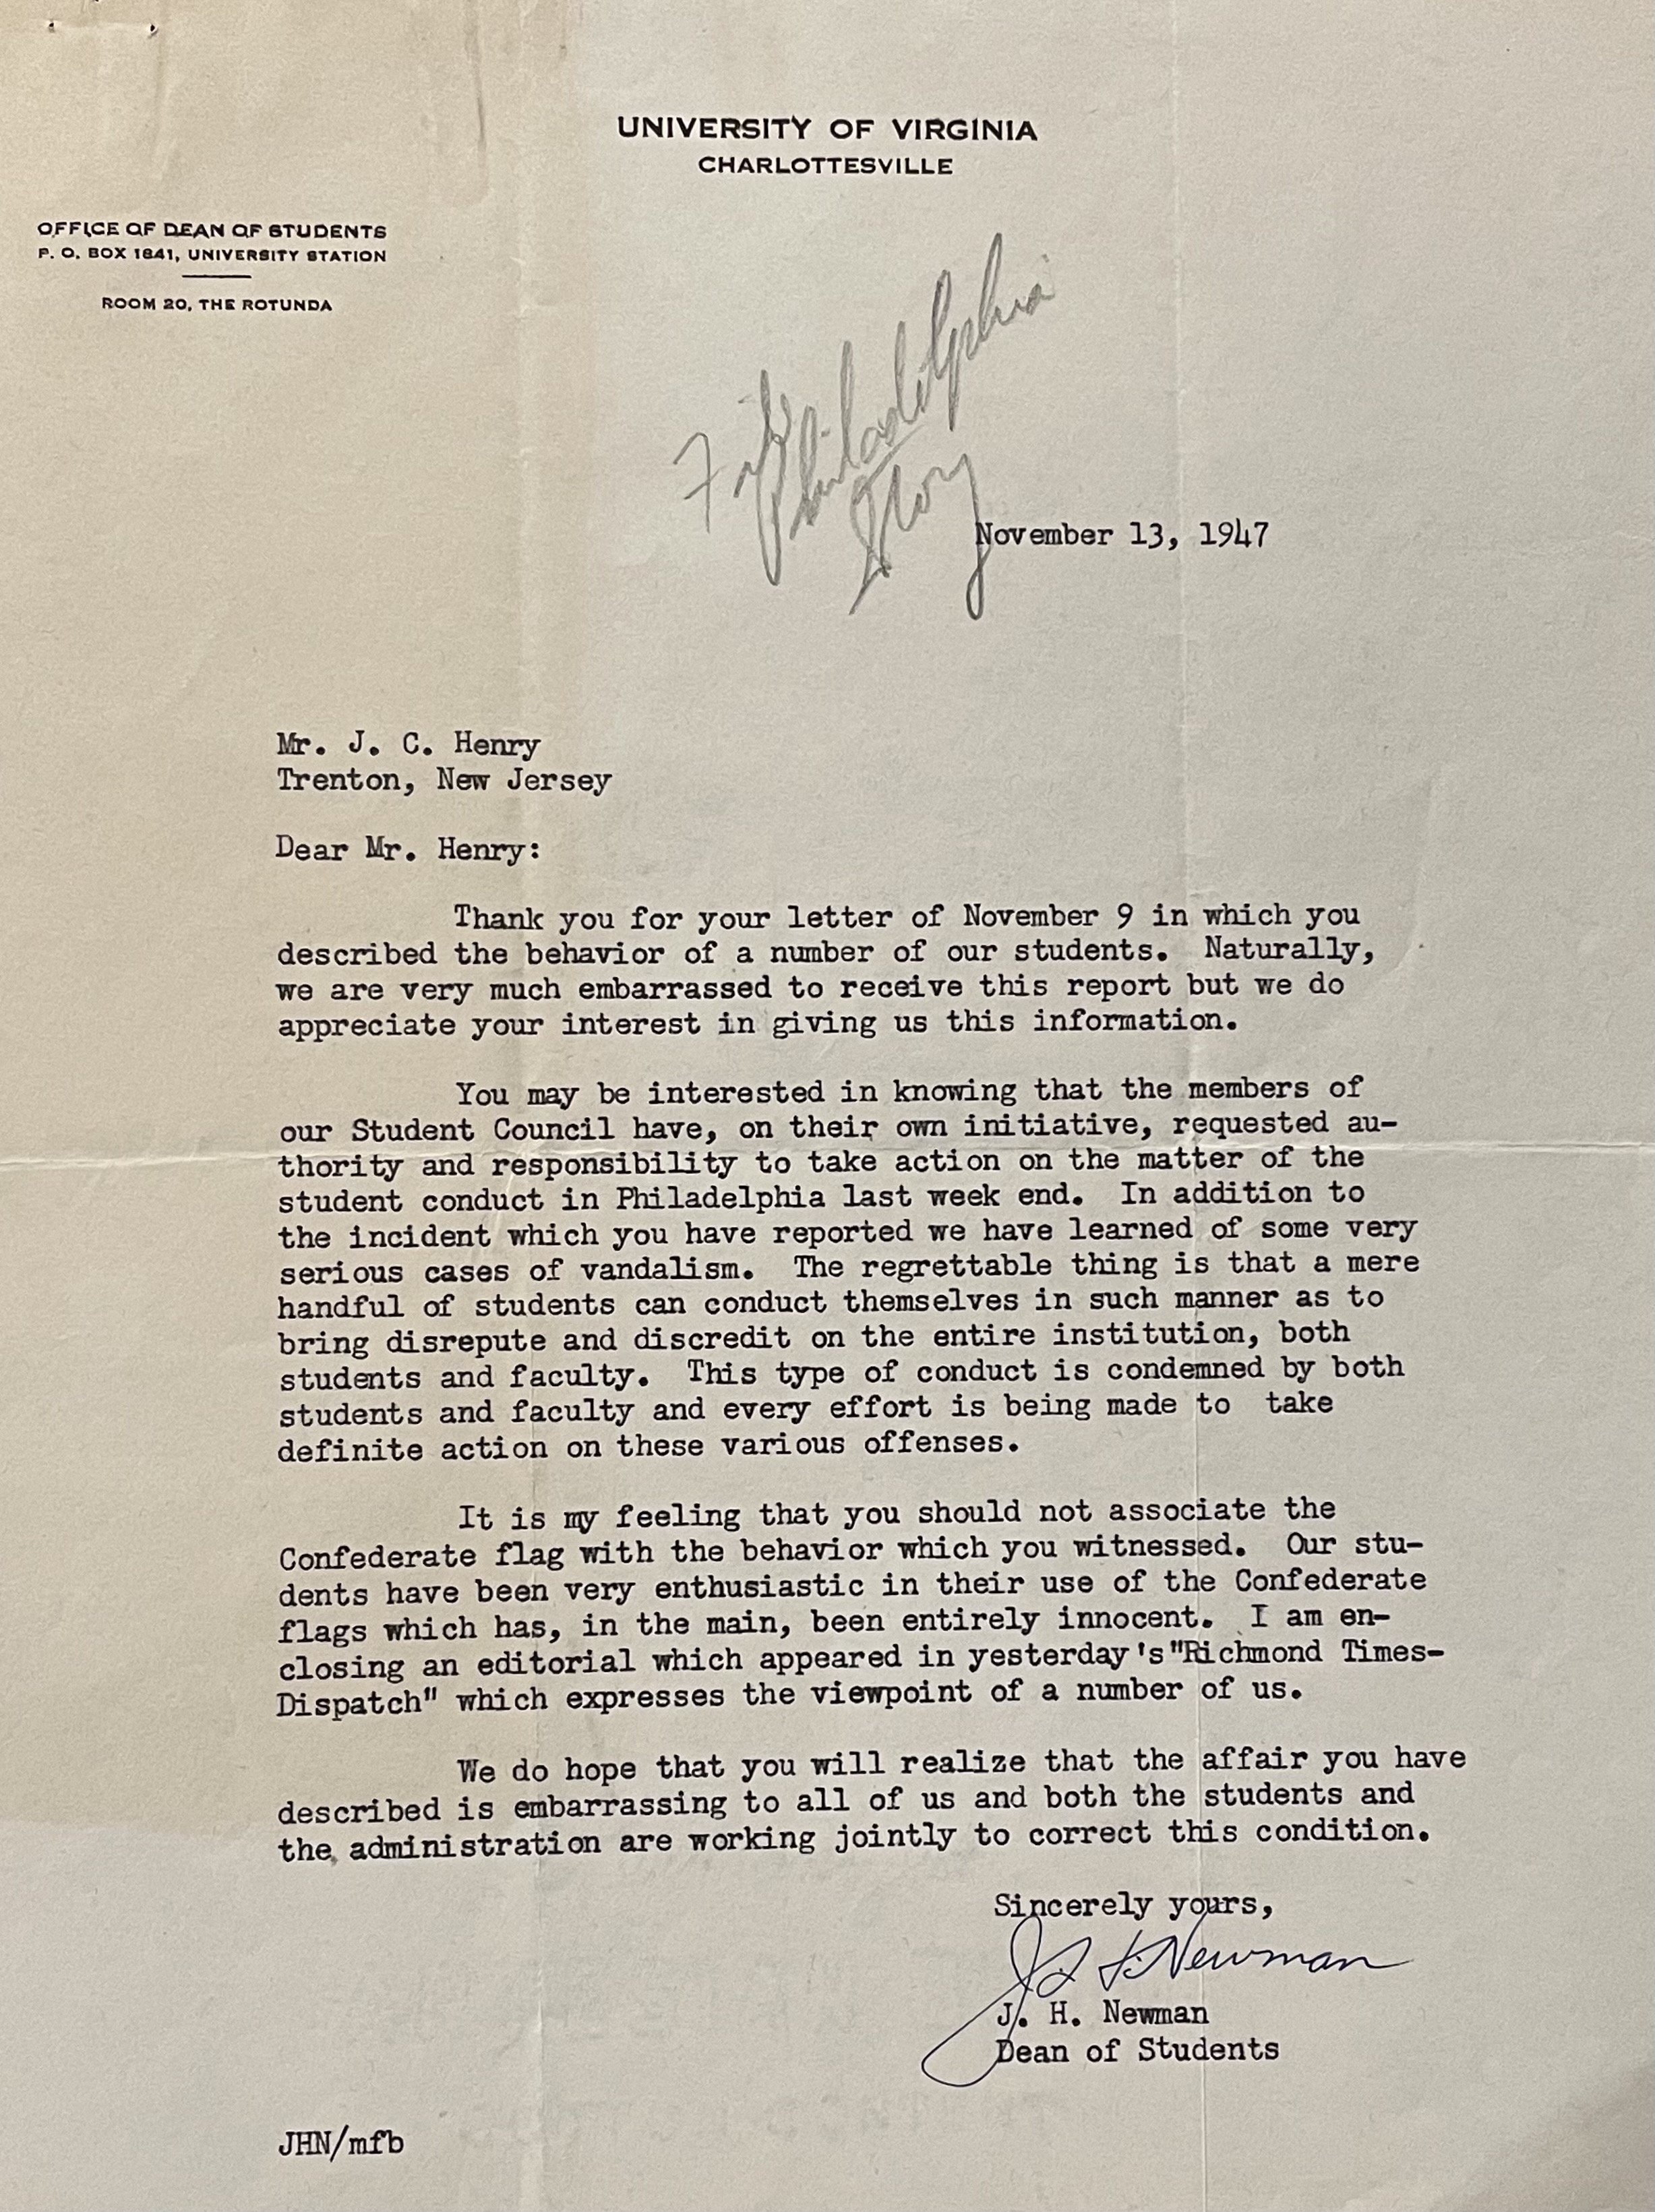 UNIVERSITY OF VIRGINIA
CHARLOTTESVILLE
OFFICE OF DEAN OF STUDENTS
P. O. BOX 1841, UNIVERSITY STATION
ROOM 20, THE ROTUNDA
Philadelphia
Story
November 13, 1947
Mr. J. C. Henry
Trenton, New Jersey
Dear Mr. Henry:
Thank you for your letter of November 9 in which you
described the behavior of a number of our students. Naturally,
we are very much embarrassed to receive this report but we do
appreciate your interest in giving us this information.
You may be interested in knowing that the members of
our Student Council have, on their own initiative, requested au-
thority and responsibility to take action on the matter of the
student conduct in Philadelphia last week end. In addition to
the incident which you have reported we have learned of some very
serious cases of vandalism. The regrettable thing is that a mere
handful of students can conduct themselves in such manner as to
bring disrepute and discredit on the entire institution, both
students and faculty. This type of conduct is condemned by both
students and faculty and every effort is being made to take
definite action on these various offenses.
It is my feeling that you should not associate the
Confederate flag with the behavior which you witnessed. Our stu-
dents have been very enthusiastic in their use of the Confederate
flags which has, in the main, been entirely innocent. I am en-
closing an editorial which appeared in yesterday's "Richmond Times-
Dispatch" which expresses the viewpoint of a number of us.
We do hope that you will realize that the affair you have
described is embarrassing to all of us and both the students and
the administration are working jointly to correct this condition.
Sincerely yours,
J. H. Newman
J. H. Newman
Dean of Students
JHN/mfb